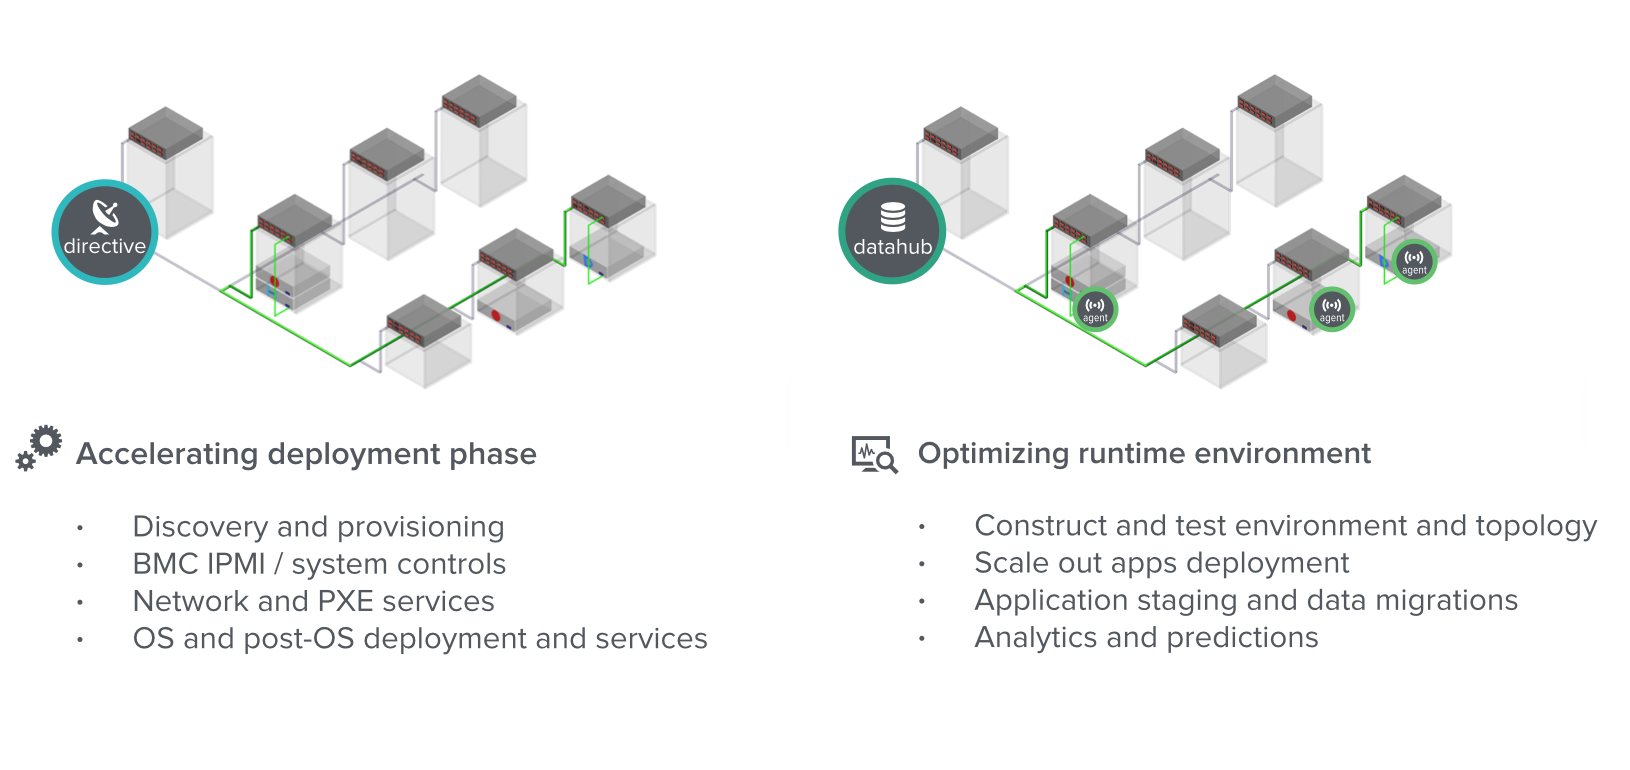 directive
Accelerating deployment phase
• Discovery and provisioning
• BMC IPMI / system controls
• Network and PXE services
• OS and post-OS deployment and services
datahub
agent
agent
agent
Optimizing runtime environment
• Construct and test environment and topology
• Scale out apps deployment
• Application staging and data migrations
• Analytics and predictions